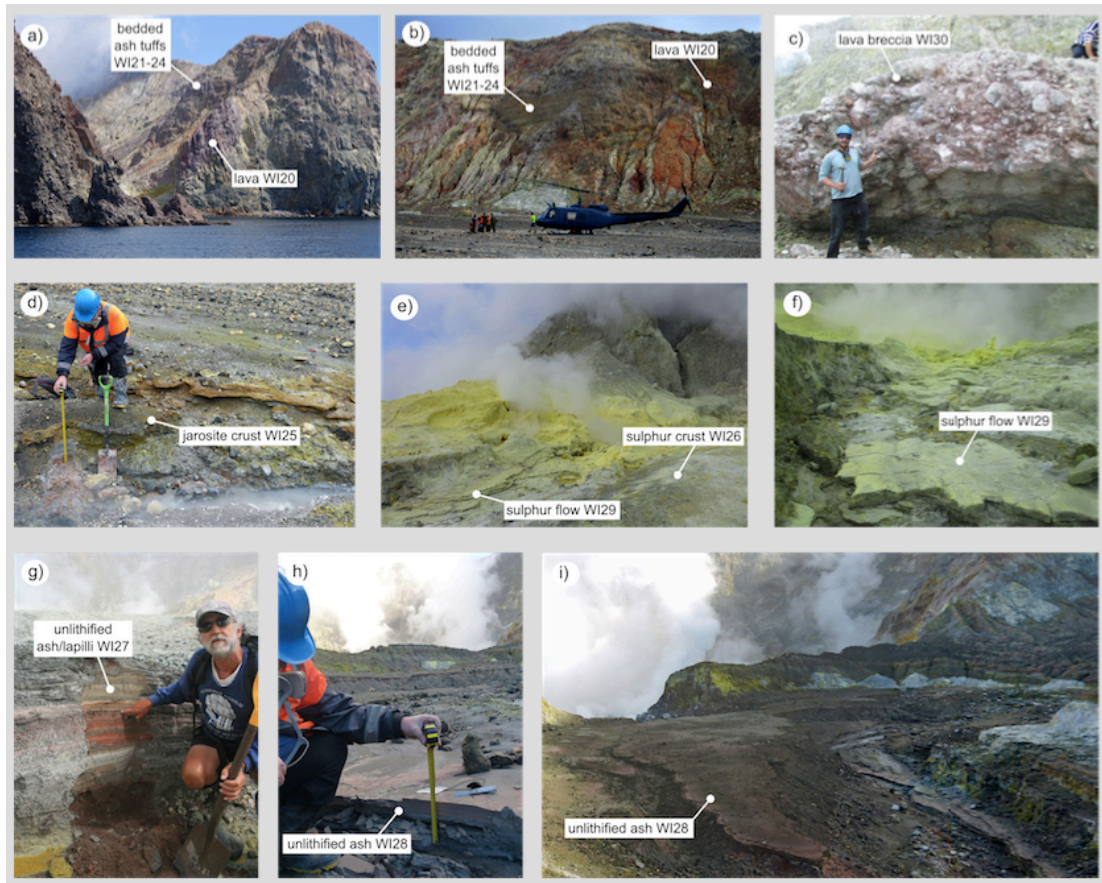 a)
bedded
ash tuffs
WI21-24
lava WI20
b)
bedded
ash tuffs
WI21-24
lava WI20
c)
lava breccia WI30
d)
jarosite crust WI25
e)
sulphur crust WI26
sulphur flow WI29
f)
sulphur flow WI29
g)
unlithified
ash/lapilli WI27
h)
unlithified ash WI28
i)
unlithified ash WI28